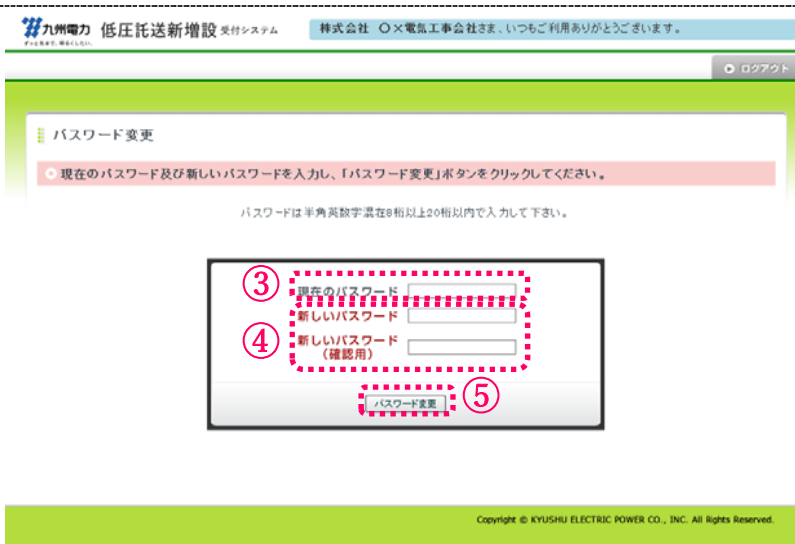 九州電力 低圧託送新増設 受付システム 株式会社 〇×電気工事会社さま、いつもご利用ありがとうございます。
ずっと先まで、明るくしたい。
ログアウト
パスワード変更
現在のパスワード及び新しいパスワードを入力し、「パスワード変更」ボタンをクリックしてください。
パスワードは半角英数字混在8桁以上20桁以内で入力して下さい。
③ 現在のパスワード
新しいパスワード
④ 新しいパスワード
(確認用)
パスワード変更 ⑤
Copyright © KYUSHU ELECTRIC POWER CO., INC. All Rights Reserved.